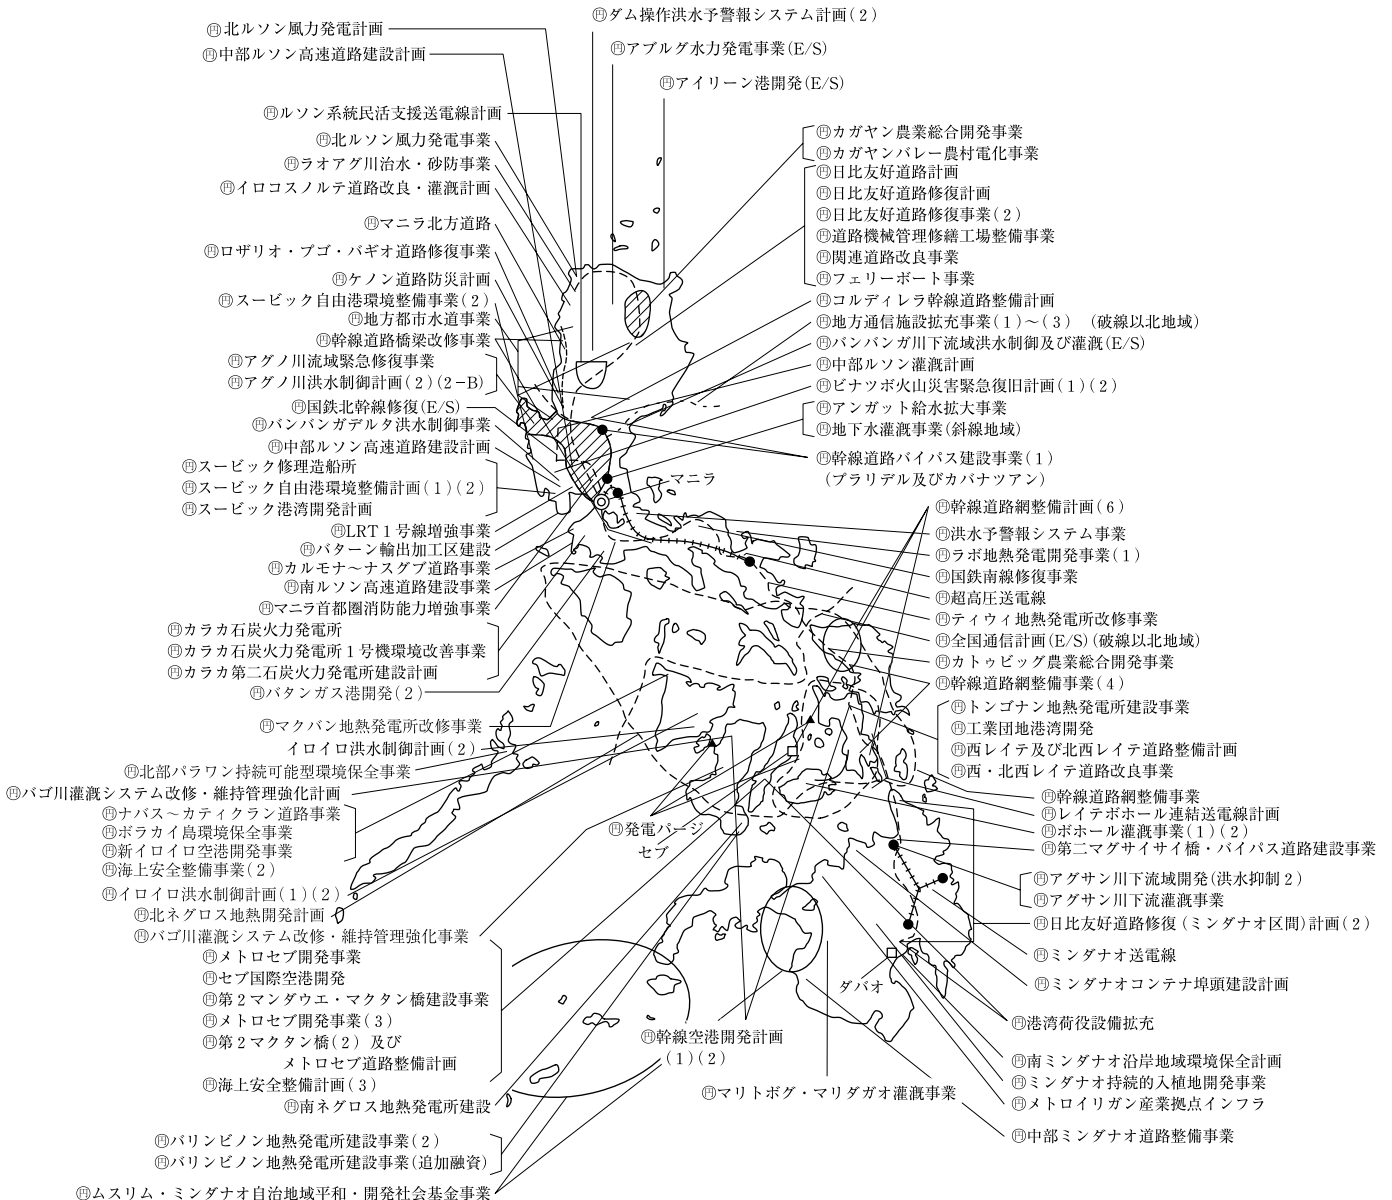 ㊞北ルソン風力発電計画
㊞中部ルソン高速道路建設計画
㊞ダム操作洪水予警報システム計画(2)
㊞アブルグ水力発電事業(E/S)
㊞アイリーン港開発(E/S)
㊞ルソン系統民活支援送電線計画
㊞北ルソン風力発電事業
㊞ラオアグ川治水・砂防事業
㊞イロコスノルテ道路改良・灌漑計画
㊞マニラ北方道路
㊞ロザリオ・プゴ・バギオ道路修復事業
㊞ケノン道路防災計画
㊞スービック自由港環境整備事業(2)
㊞地方都市水道事業
㊞幹線道路橋梁改修事業
㊞アグノ川流域緊急修復事業
㊞アグノ川洪水制御計画(2)(2−B)
㊞国鉄北幹線修復(E/S)
㊞パンパンガデルタ洪水制御事業
㊞中部ルソン高速道路建設計画
㊞スービック修理造船所
㊞スービック自由港環境整備計画(1)(2)
㊞スービック港湾開発計画
㊞LRT1号線増強事業
㊞バターン輸出加工区建設
㊞カルモナ～ナスグブ道路事業
㊞南ルソン高速道路建設事業
㊞マニラ首都圏消防能力増強事業
㊞カラカ石炭火力発電所
㊞カラカ石炭火力発電所1号機環境改善事業
㊞カラカ第二石炭火力発電所建設計画
㊞バタンガス港開発(2)
㊞マクバン地熱発電所改修事業
イロイロ洪水制御計画(2)
㊞北部パラワン持続可能型環境保全事業
㊞バゴ川灌漑システム改修・維持管理強化計画
㊞ナバス～カティクラン道路事業
㊞ボラカイ島環境保全事業
㊞新イロイロ空港開発事業
㊞海上安全整備事業(2)
㊞イロイロ洪水制御計画(1)(2)
㊞北ネグロス地熱開発計画
㊞バゴ川灌漑システム改修・維持管理強化事業
㊞メトロセブ開発事業
㊞セブ国際空港開発
㊞第2マンダウエ・マクタン橋建設事業
㊞メトロセブ開発事業(3)
㊞第2マクタン橋(2)及び
メトロセブ道路整備計画
㊞海上安全整備計画(3)
㊞南ネグロス地熱発電所建設
㊞パリンピノン地熱発電所建設事業(2)
㊞パリンピノン地熱発電所建設事業(追加融資)
㊞ムスリム・ミンダナオ自治地域平和・開発社会基金事業
㊞カガヤン農業総合開発事業
㊞カガヤンバレー農村電化事業
㊞日比友好道路計画
㊞日比友好道路修復計画
㊞日比友好道路修復事業(2)
㊞道路機械管理修繕工場整備事業
㊞関連道路改良事業
㊞フェリーボート事業
㊞コルディレラ幹線道路整備計画
㊞地方通信施設拡充事業(1)～(3) (破線以北地域)
㊞パンパンガ川下流域洪水制御及び灌漑(E/S)
㊞中部ルソン灌漑計画
㊞ピナツボ火山災害緊急復旧計画(1)(2)
㊞アンガット給水拡大事業
㊞地下水灌漑事業(斜線地域)
㊞幹線道路バイパス建設事業(1)
(プラリデル及びカバナツアン)
マニラ
㊞幹線道路網整備計画(6)
㊞洪水予警報システム事業
㊞ラボ地熱発電開発事業(1)
㊞国鉄南線修復事業
㊞超高圧送電線
㊞ティウィ地熱発電所改修事業
㊞全国通信計画(E/S)(破線以北地域)
㊞カトゥビッグ農業総合開発事業
㊞幹線道路網整備事業(4)
㊞トンゴナン地熱発電所建設事業
㊞工業団地港湾開発
㊞西レイテ及び北西レイテ道路整備計画
㊞西・北西レイテ道路改良事業
㊞幹線道路網整備事業
㊞レイテボホール連結送電線計画
㊞ボホール灌漑事業(1)(2)
㊞第二マグサイサイ橋・バイパス道路建設事業
㊞アグサン川下流域開発(洪水抑制2)
㊞アグサン川下流灌漑事業
㊞日比友好道路修復(ミンダナオ区間)計画(2)
㊞ミンダナオ送電線
㊞ミンダナオコンテナ埠頭建設計画
㊞港湾荷役設備拡充
㊞南ミンダナオ沿岸地域環境保全計画
㊞ミンダナオ持続的入植地開発事業
㊞メトロイリガン産業拠点インフラ
㊞中部ミンダナオ道路整備事業
㊞発電バージ
セブ
ダバオ
㊞幹線空港開発計画
(1)(2)
㊞マリトボグ・マリダガオ灌漑事業